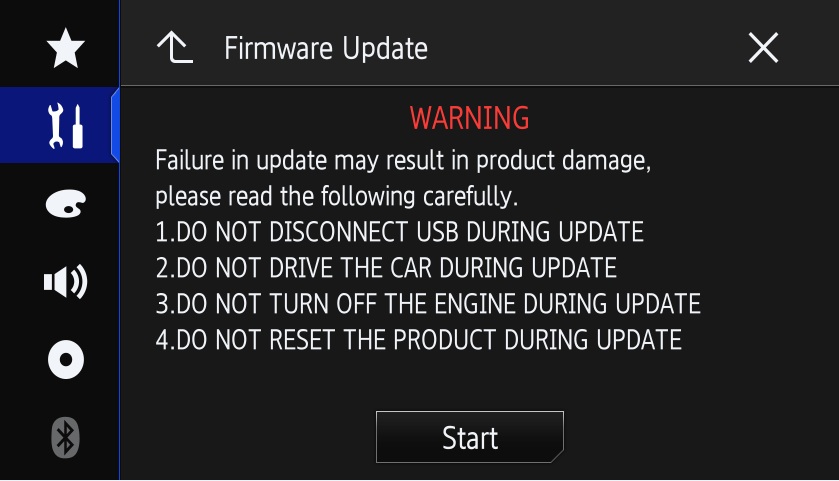 Firmware Update
WARNING
Failure in update may result in product damage,
please read the following carefully.
1.DO NOT DISCONNECT USB DURING UPDATE
2.DO NOT DRIVE THE CAR DURING UPDATE
3.DO NOT TURN OFF THE ENGINE DURING UPDATE
4.DO NOT RESET THE PRODUCT DURING UPDATE
Start